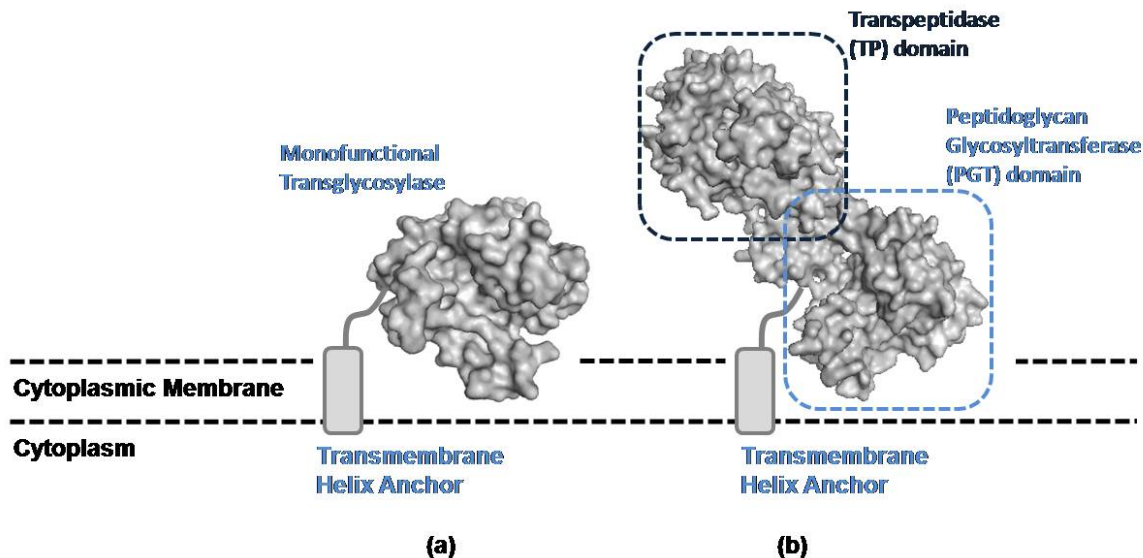 Transpeptidase
(TP) domain
Peptidoglycan
Glycosyltransferase
(PGT) domain
Monofunctional
Transglycosylase
Cytoplasmic Membrane
Cytoplasm
Transmembrane
Helix Anchor
Transmembrane
Helix Anchor
(a)
(b)